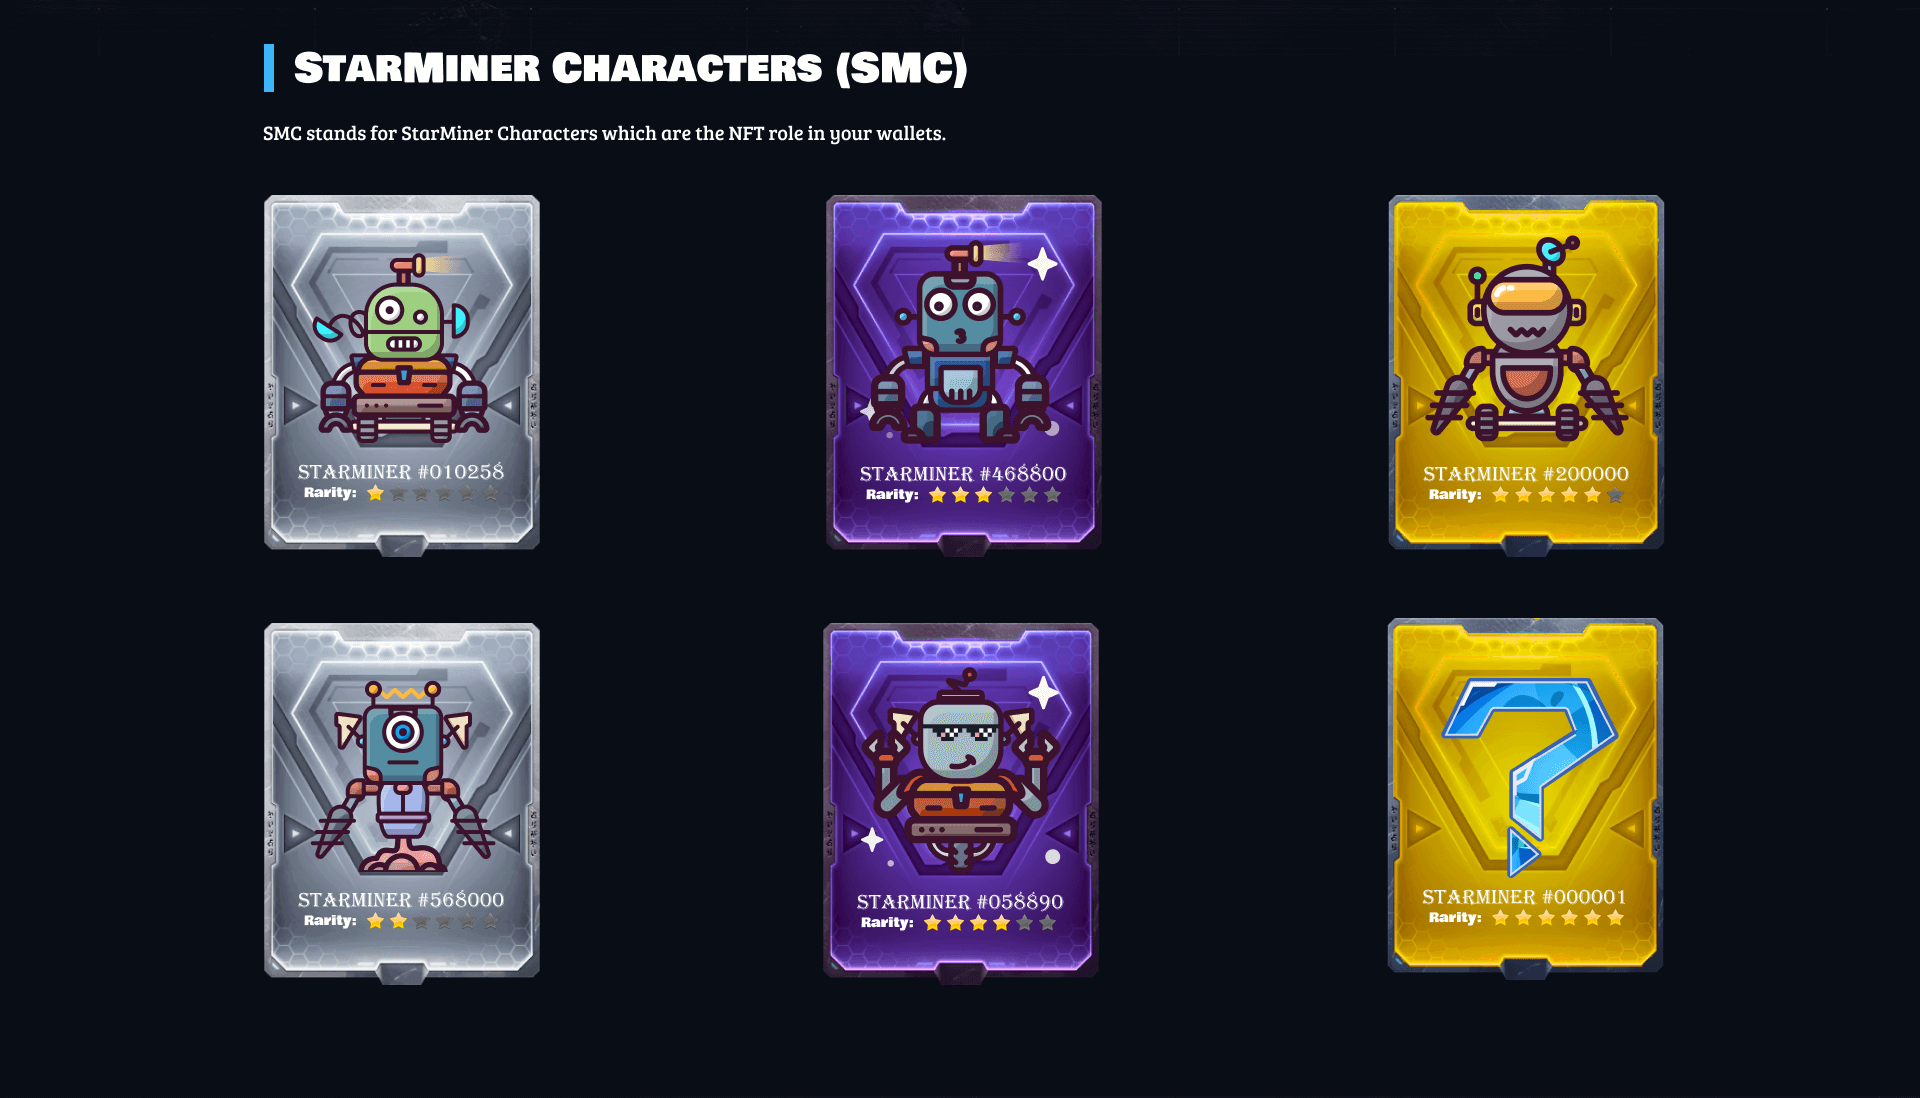 StarMiner Characters (SMC)
SMC stands for StarMiner Characters which are the NFT role in your wallets.
STARMINER #010258
Rarity:
STARMINER #468800
Rarity:
STARMINER #200000
Rarity:
STARMINER #568000
Rarity:
STARMINER #058890
Rarity:
STARMINER #000001
Rarity: